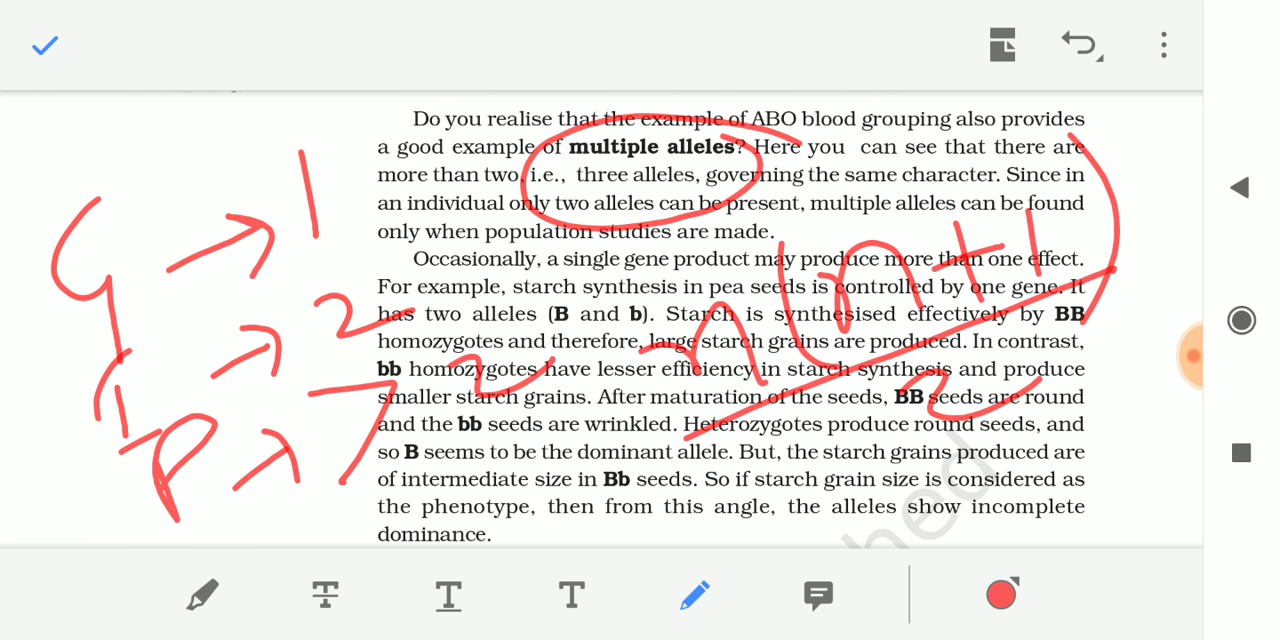 Do you realise that the example of ABO blood grouping also provides
a good example of multiple alleles? Here you can see that there are
more than two, i.e., three alleles, governing the same character. Since in
an individual only two alleles can be present, multiple alleles can be found
only when population studies are made.
Occasionally, a single gene product may produce more than one effect.
For example, starch synthesis in pea seeds is controlled by one gene. It
has two alleles (B and b). Starch is synthesised effectively by BB
homozygotes and therefore, large starch grains are produced. In contrast,
bb homozygotes have lesser efficiency in starch synthesis and produce
smaller starch grains. After maturation of the seeds, BB seeds are round
and the bb seeds are wrinkled. Heterozygotes produce round seeds, and
so B seems to be the dominant allele. But, the starch grains produced are
of intermediate size in Bb seeds. So if starch grain size is considered as
the phenotype, then from this angle, the alleles show incomplete
dominance.
G → 1
→ 2
P → 2
n(n+1)
2
T
T
T